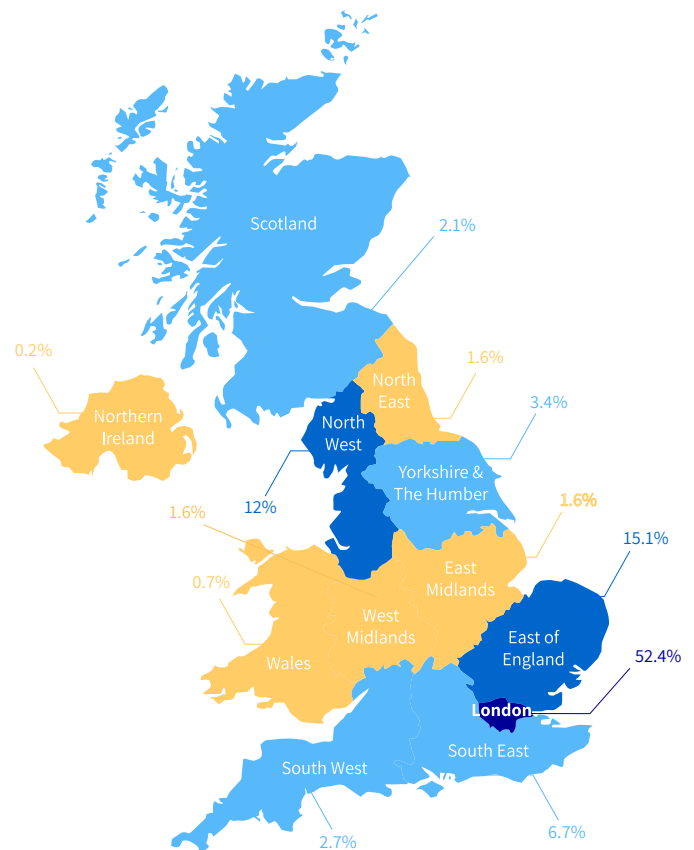 Scotland
2.1%
0.2%
1.6%
North
East
Northern
Ireland
3.4%
North
West
Yorkshire &
The Humber
12%
1.6%
1.6%
15.1%
East
Midlands
0.7%
West
Midlands
East of
England
Wales
52.4%
London
South East
South West
6.7%
2.7%